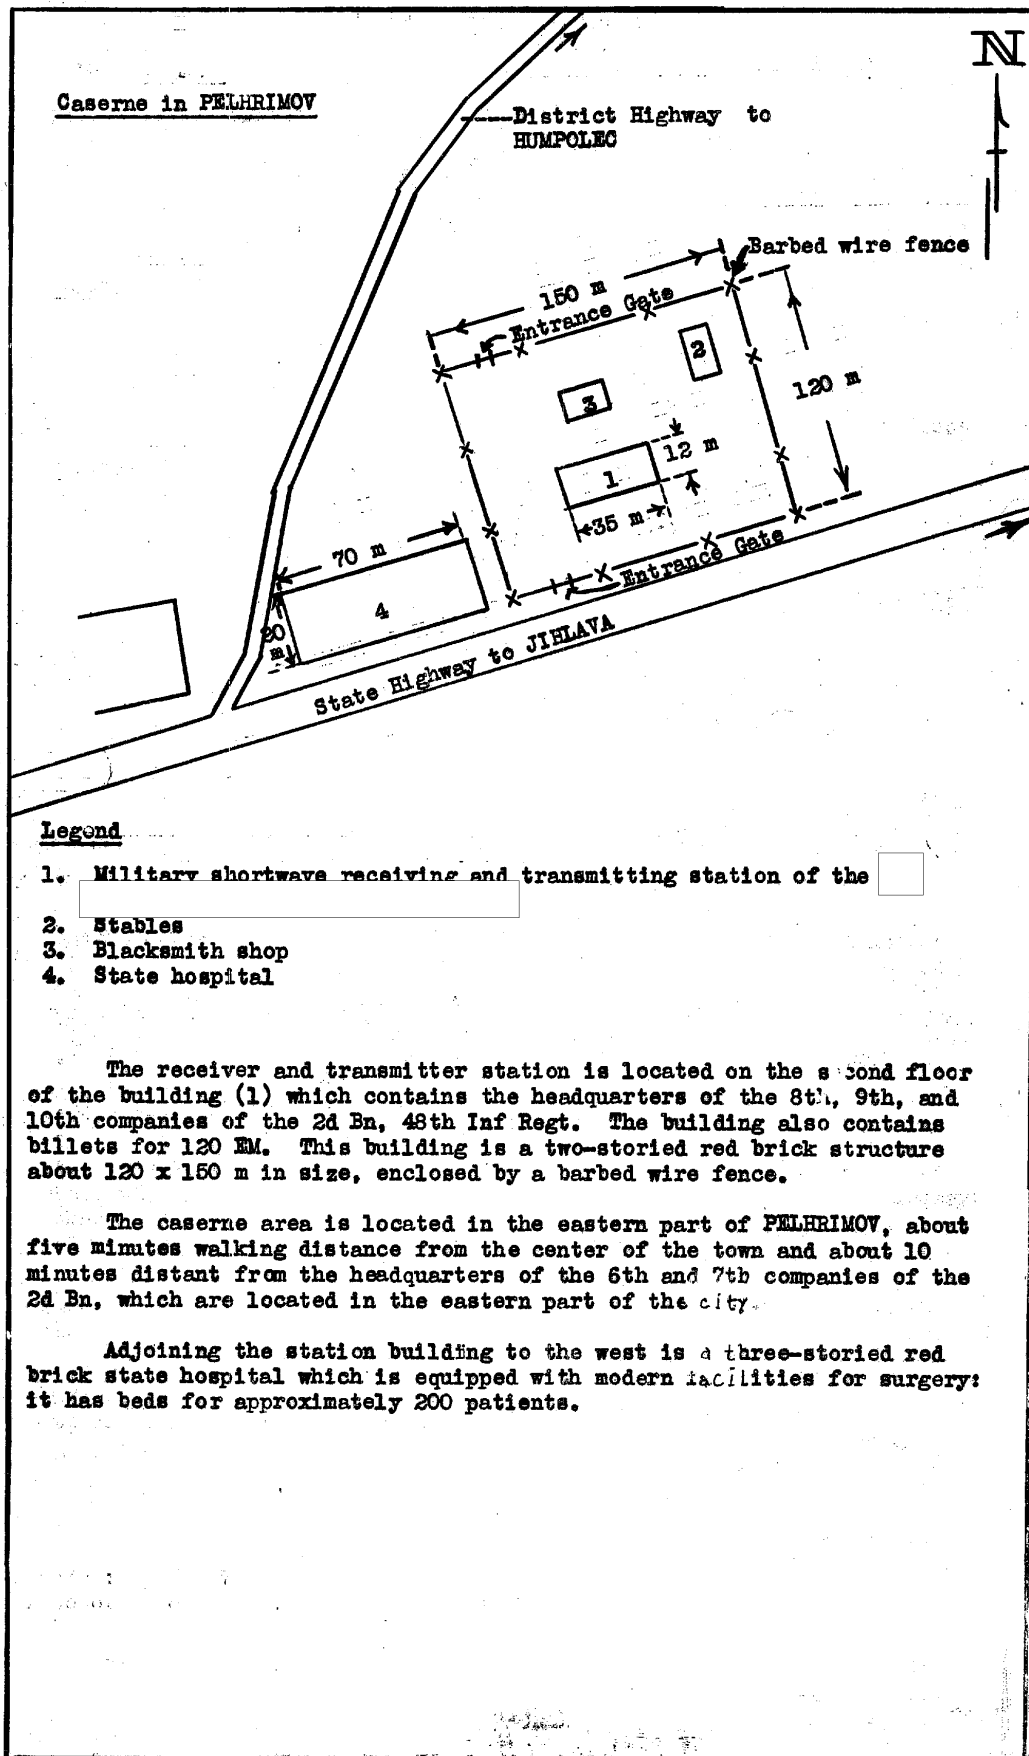 N
Caserne in PELHRIMOV
District Highway to
HUMPOLEC
Barbed wire fence
150 m
Entrance Gate
2
120 m
3
12 m
1
35 m
Entrance Gate
70 m
4
20
m
State Highway to JIHLAVA
Legend
1. Military shortwave receiving and transmitting station of the
2. Stables
3. Blacksmith shop
4. State hospital
The receiver and transmitter station is located on the s cond floor
of the building (1) which contains the headquarters of the 8th, 9th, and
10th companies of the 2d Bn, 48th Inf Regt. The building also contains
billets for 120 EM. This building is a two-storied red brick structure
about 120 x 150 m in size, enclosed by a barbed wire fence.
The caserne area is located in the eastern part of PELHRIMOV, about
five minutes walking distance from the center of the town and about 10
minutes distant from the headquarters of the 6th and 7th companies of the
2d Bn, which are located in the eastern part of the city.
Adjoining the station building to the west is a three-storied red
brick state hospital which is equipped with modern facilities for surgery:
it has beds for approximately 200 patients.